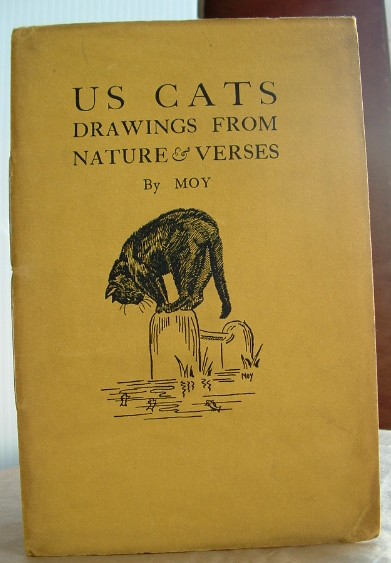 US CATS
DRAWINGS FROM
NATURE & VERSES
By MOY
MOY